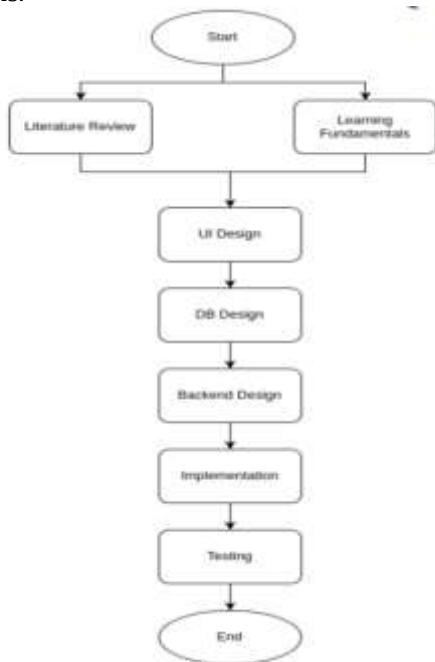 Start
Literature Review
Learning
Fundamentals
UI Design
DB Design
Backend Design
Implementation
Testing
End